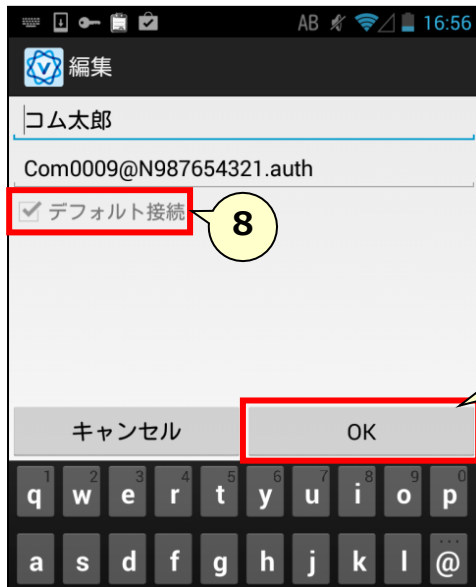 AB 16:56
編集
コム太郎
Com0009@N987654321.auth
デフォルト接続
8
キャンセル OK
1 2 3 4 5 6 7 8 9 0
q w e r t y u i o p
a s d f g h j k l @